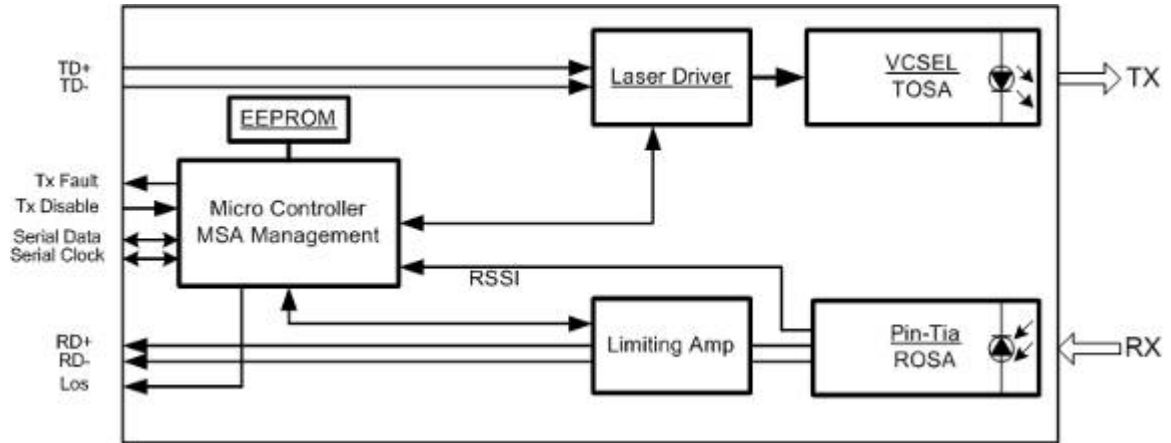 TD+
TD-
Laser Driver
VCSEL
TOSA
TX
EEPROM
Tx Fault
Tx Disable
Serial Data
Serial Clock
Micro Controller
MSA Management
RSSI
RD+
RD-
Los
Limiting Amp
Pin-Tia
ROSA
RX